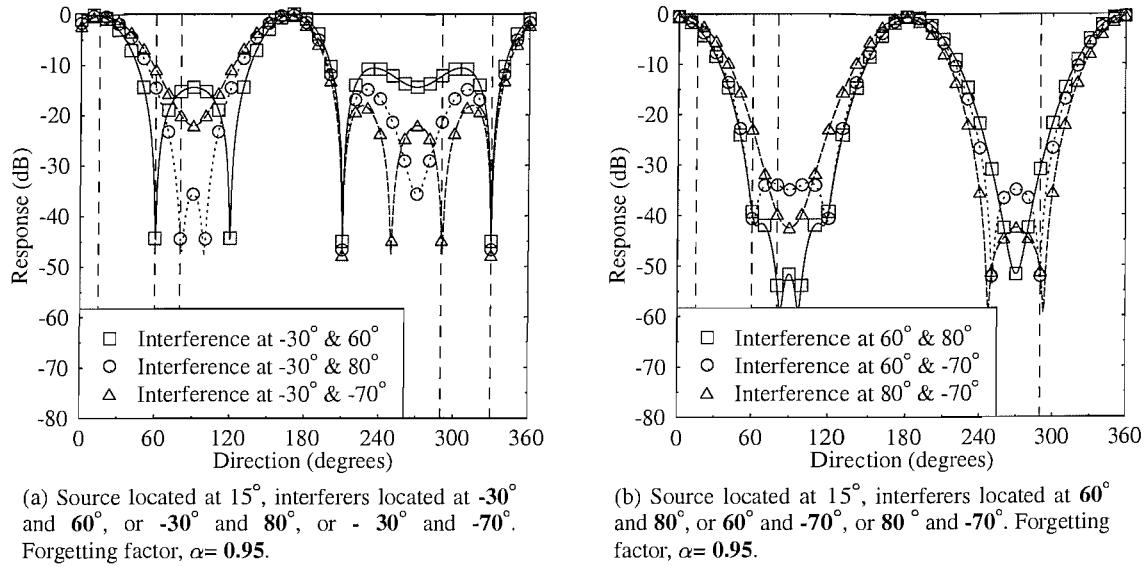 0
-10
-20
-30
-40
-50
-60
-70
-80
Response (dB)
□ Interference at -30° & 60°
○ Interference at -30° & 80°
△ Interference at -30° & -70°
0 60 120 180 240 300 360
Direction (degrees)
(a) Source located at 15°, interferers located at -30°
and 60°, or -30° and 80°, or - 30° and -70°.
Forgetting factor, α= 0.95.
0
-10
-20
-30
-40
-50
-60
-70
-80
Response (dB)
□ Interference at 60° & 80°
○ Interference at 60° & -70°
△ Interference at 80° & -70°
0 60 120 180 240 300 360
Direction (degrees)
(b) Source located at 15°, interferers located at 60°
and 80°, or 60° and -70°, or 80 ° and -70°. Forgetting
factor, α= 0.95.